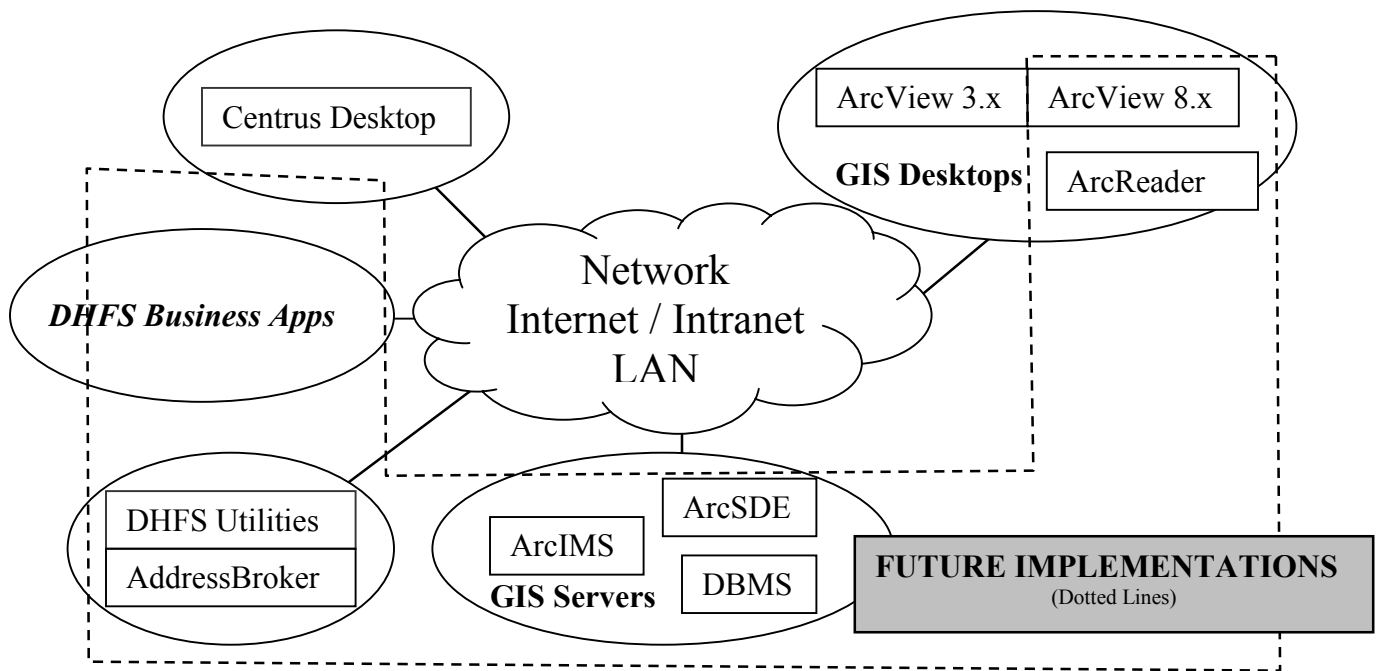 Centrus Desktop
ArcView 3.x
ArcView 8.x
GIS Desktops
ArcReader
DHFS Business Apps
Network
Internet / Intranet
LAN
DHFS Utilities
AddressBroker
ArcSDE
ArcIMS
DBMS
GIS Servers
FUTURE IMPLEMENTATIONS
(Dotted Lines)